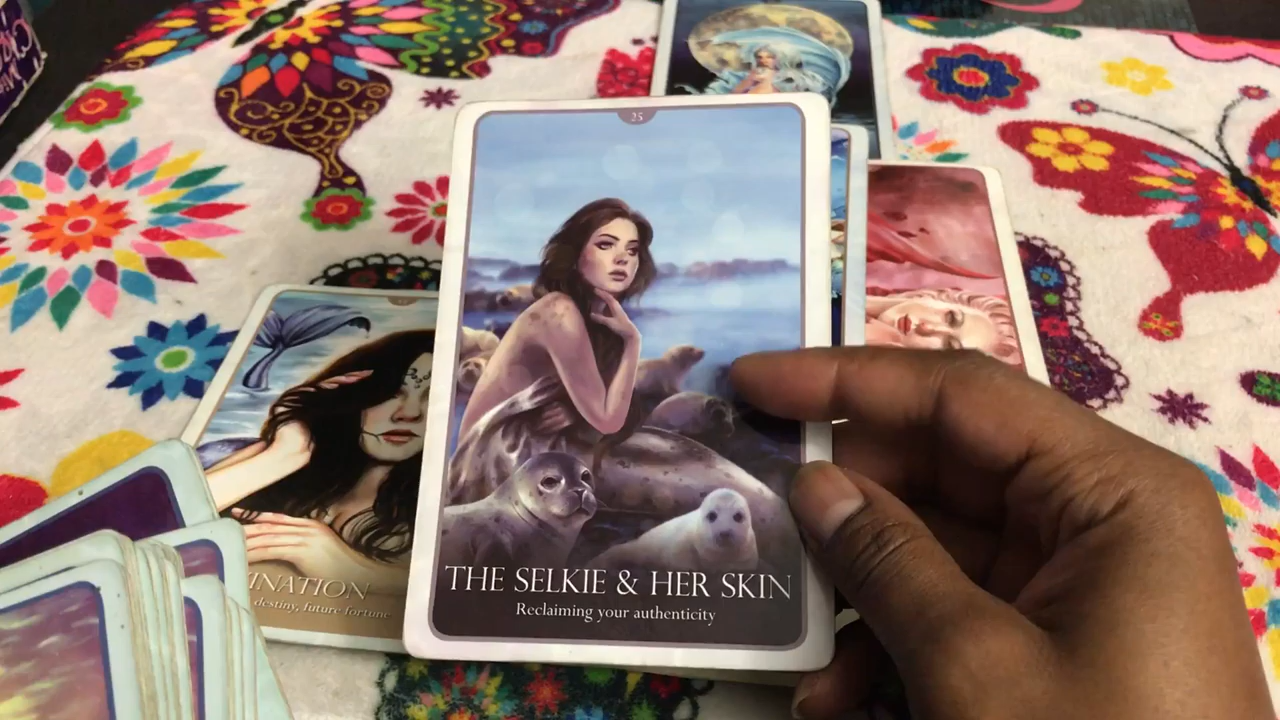 25
THE SELKIE & HER SKIN
Reclaiming your authenticity
INATION
destiny, future fortune